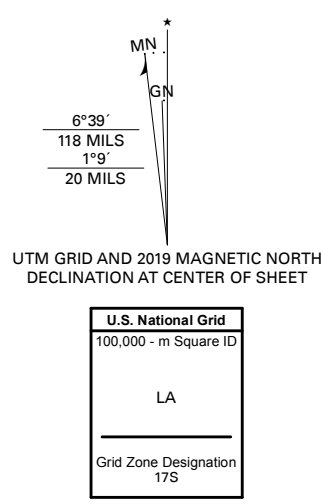 ★
MN
GN
6°39´
118 MILS
1°9´
20 MILS
UTM GRID AND 2019 MAGNETIC NORTH
DECLINATION AT CENTER OF SHEET
U.S. National Grid
100,000 - m Square ID
LA
Grid Zone Designation
17S